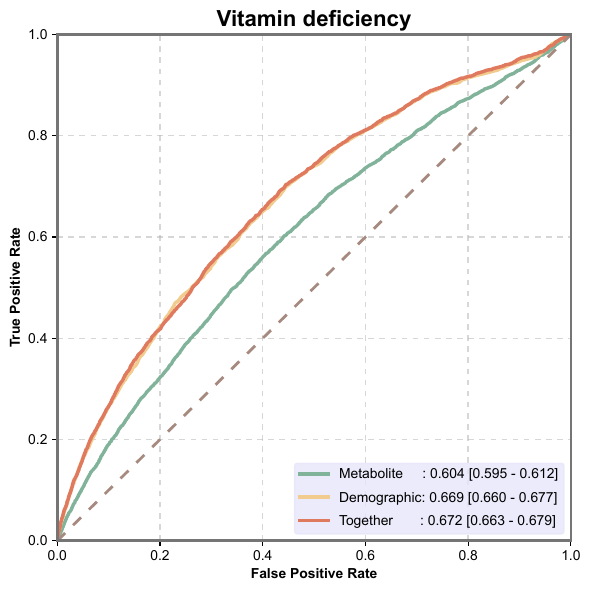 Vitamin deficiency
1.0
0.8
0.6
0.4
0.2
0.0
True Positive Rate
Metabolite : 0.604 [0.595 - 0.612]
Demographic: 0.669 [0.660 - 0.677]
Together : 0.672 [0.663 - 0.679]
0.0 0.2 0.4 0.6 0.8 1.0
False Positive Rate